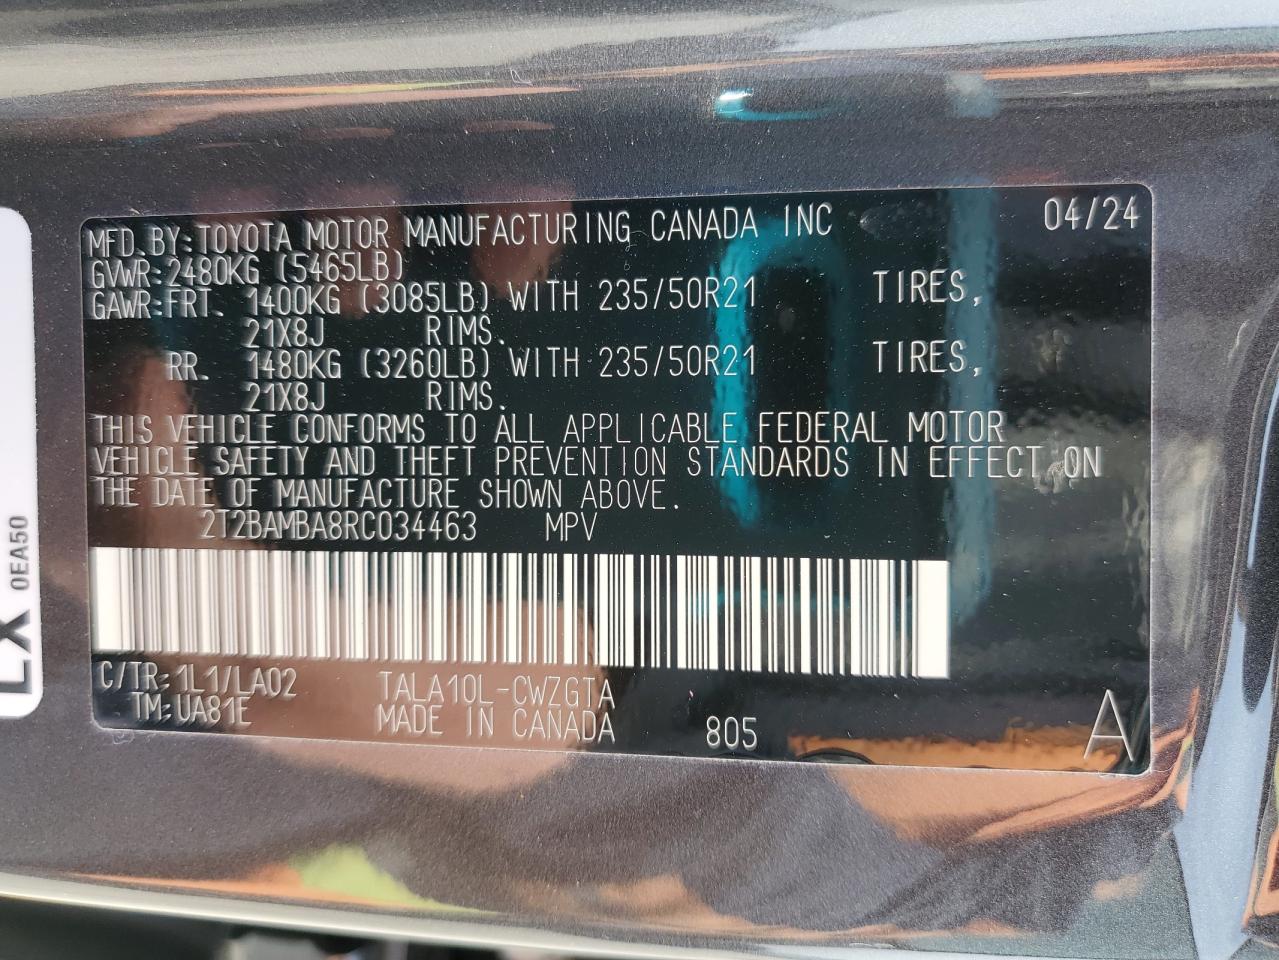 MFD.BY:TOYOTA MOTOR MANUFACTURING CANADA INC 04/24
GVWR:2480KG (5465LB)
GAWR:FRT. 1400KG (3085LB) WITH 235/50R21 TIRES,
21X8J RIMS.
RR. 1480KG (3260LB) WITH 235/50R21 TIRES,
21X8J RIMS.
THIS VEHICLE CONFORMS TO ALL APPLICABLE FEDERAL MOTOR
VEHICLE SAFETY AND THEFT PREVENTION STANDARDS IN EFFECT ON
THE DATE OF MANUFACTURE SHOWN ABOVE.
2T2BAMBA8RC034463 MPV
C/TR:1L1/LA02 TALA10L-CWZGTA
TM:UA81E MADE IN CANADA 805 A
0EA50